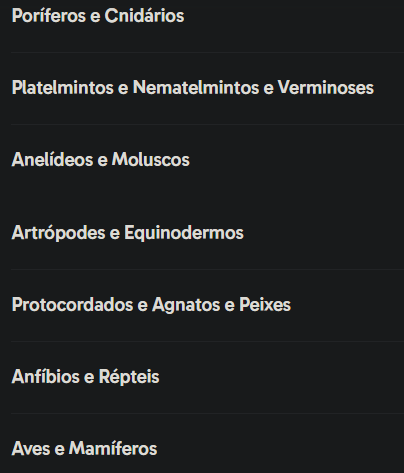 Poríferos e Cnidários
Platelmintos e Nematelmintos e Verminoses
Anelídeos e Moluscos
Artrópodes e Equinodermos
Protocordados e Agnatos e Peixes
Anfíbios e Répteis
Aves e Mamíferos